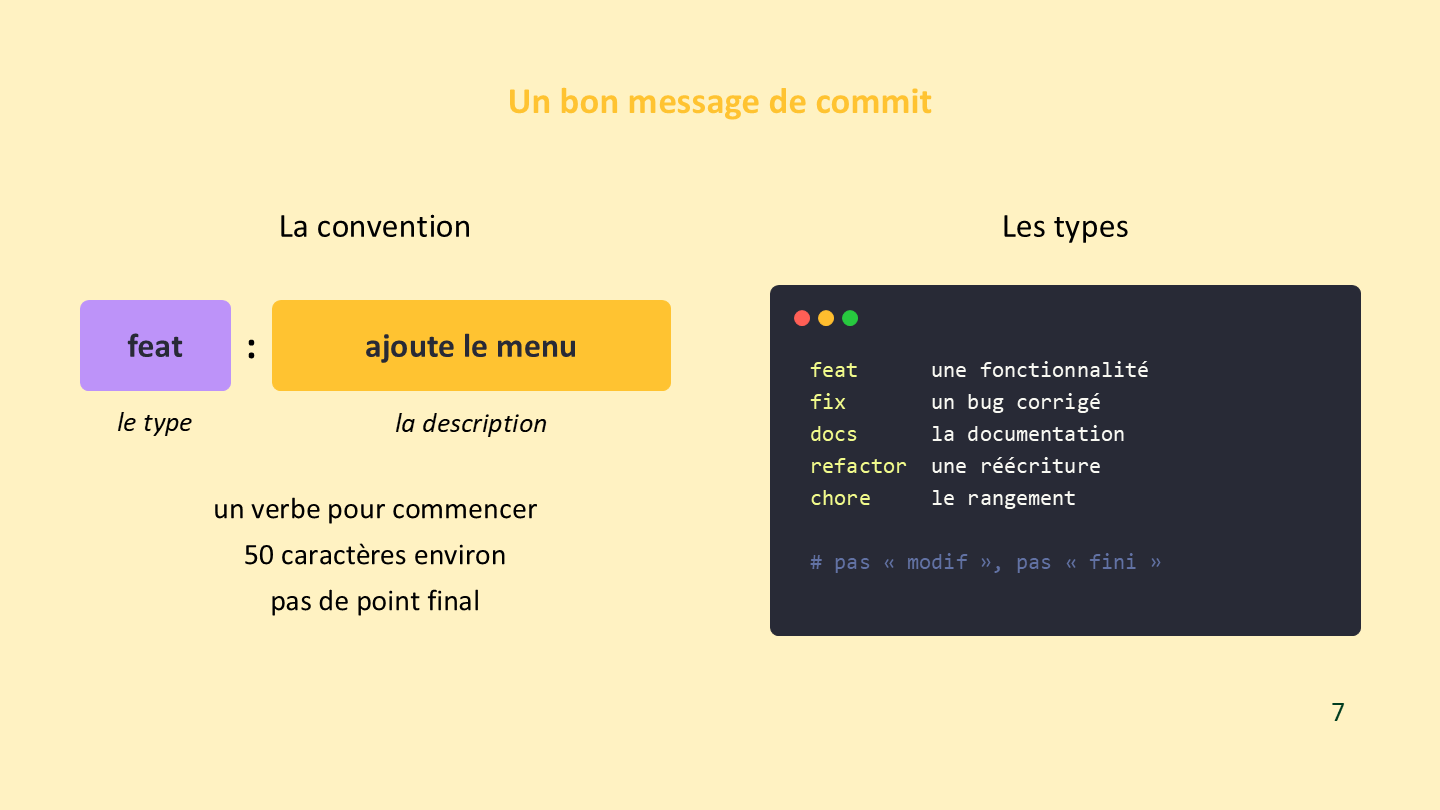 Un bon message de commit
La convention
feat : ajoute le menu
le type
la description
un verbe pour commencer
50 caractères environ
pas de point final
Les types
feat une fonctionnalité
fix un bug corrigé
docs la documentation
refactor une réécriture
chore le rangement
# pas « modif », pas « fini »
7